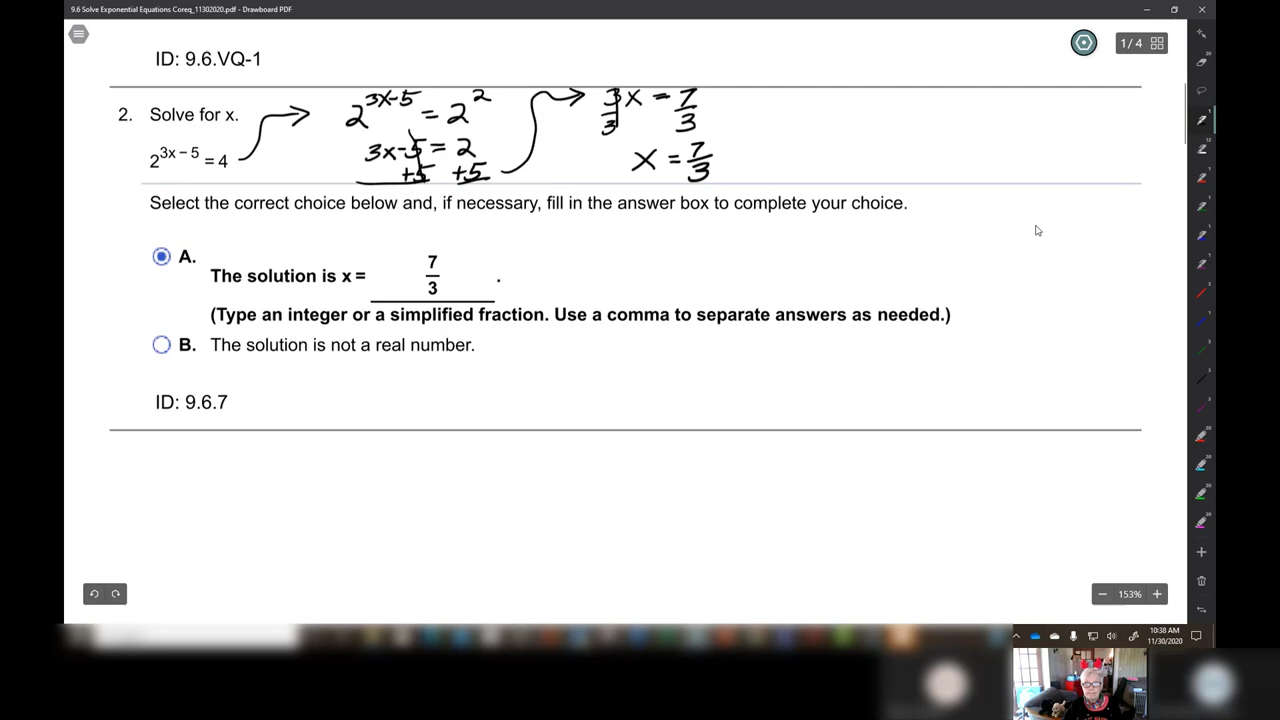 9.6 Solve Exponential Equations Coreq_11302020.pdf - Drawboard PDF
1/4
ID: 9.6.VQ-1
2. Solve for x.
2^(3x – 5) = 4
2^(3x-5) = 2^2
3x-5 = 2
+5 +5
3x/3 = 7/3
x = 7/3
Select the correct choice below and, if necessary, fill in the answer box to complete your choice.
A. The solution is x = 7/3 .
(Type an integer or a simplified fraction. Use a comma to separate answers as needed.)
B. The solution is not a real number.
ID: 9.6.7
153%
10:38 AM
11/30/2020